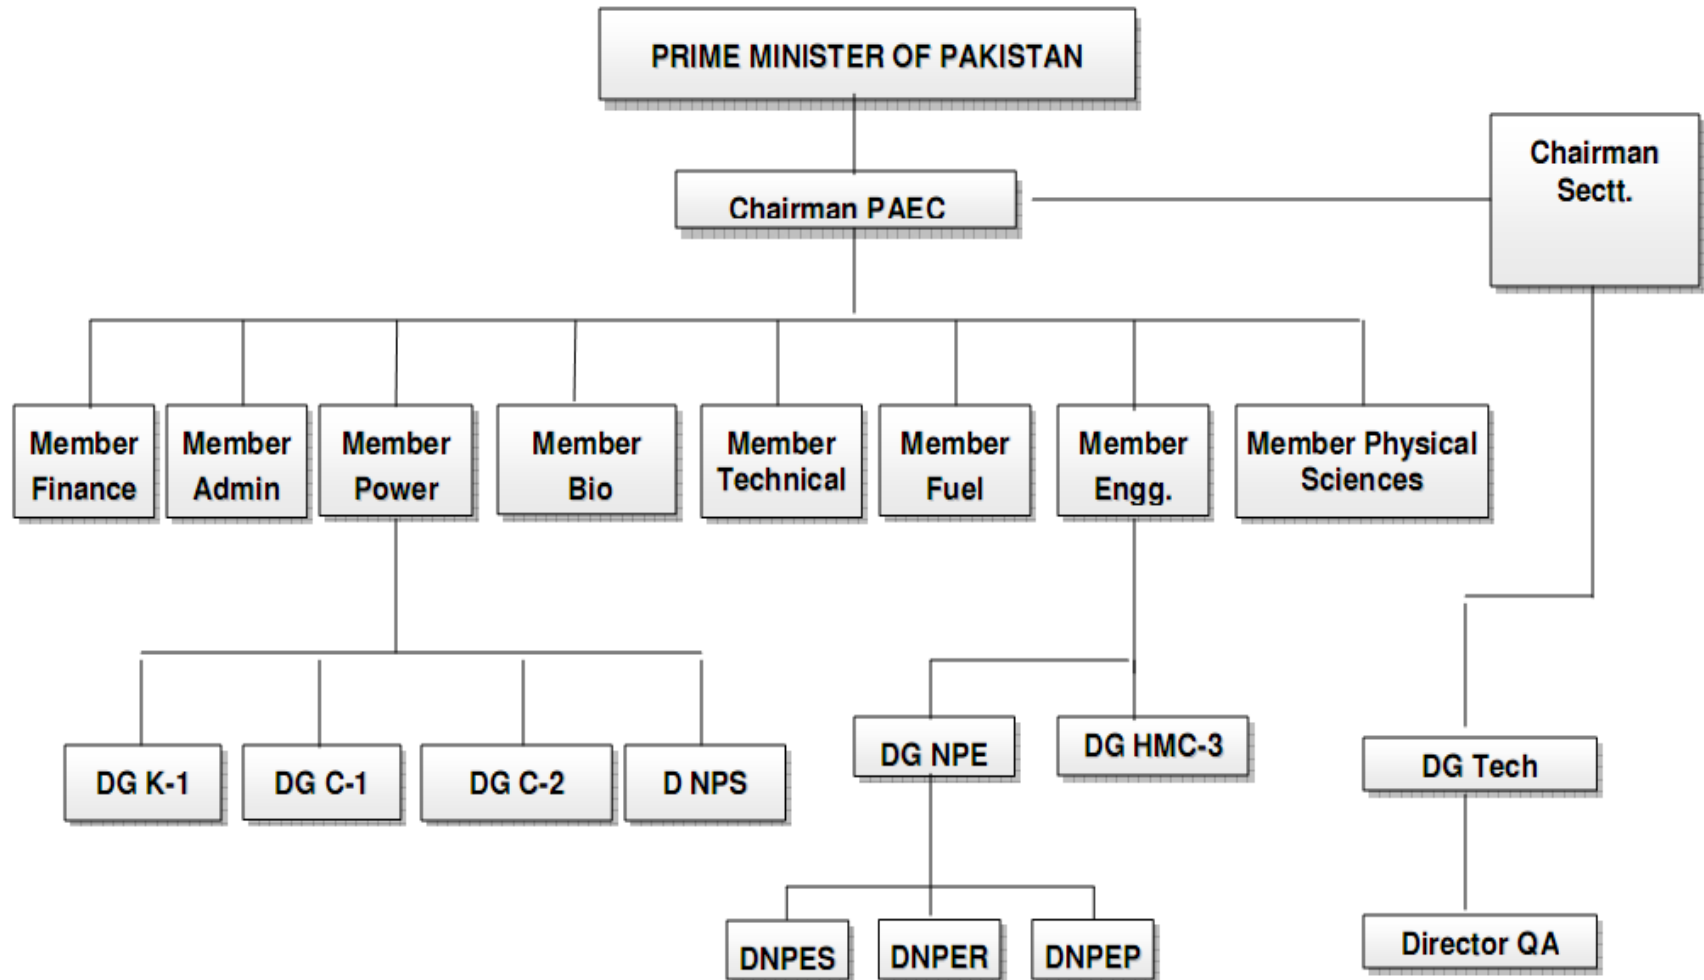 PRIME MINISTER OF PAKISTAN
Chairman PAEC
Chairman
Sectt.
Member
Finance
Member
Admin
Member
Power
Member
Bio
Member
Technical
Member
Fuel
Member
Engg.
Member Physical
Sciences
DG K-1
DG C-1
DG C-2
D NPS
DG NPE
DG HMC-3
DG Tech
DNPES
DNPER
DNPEP
Director QA